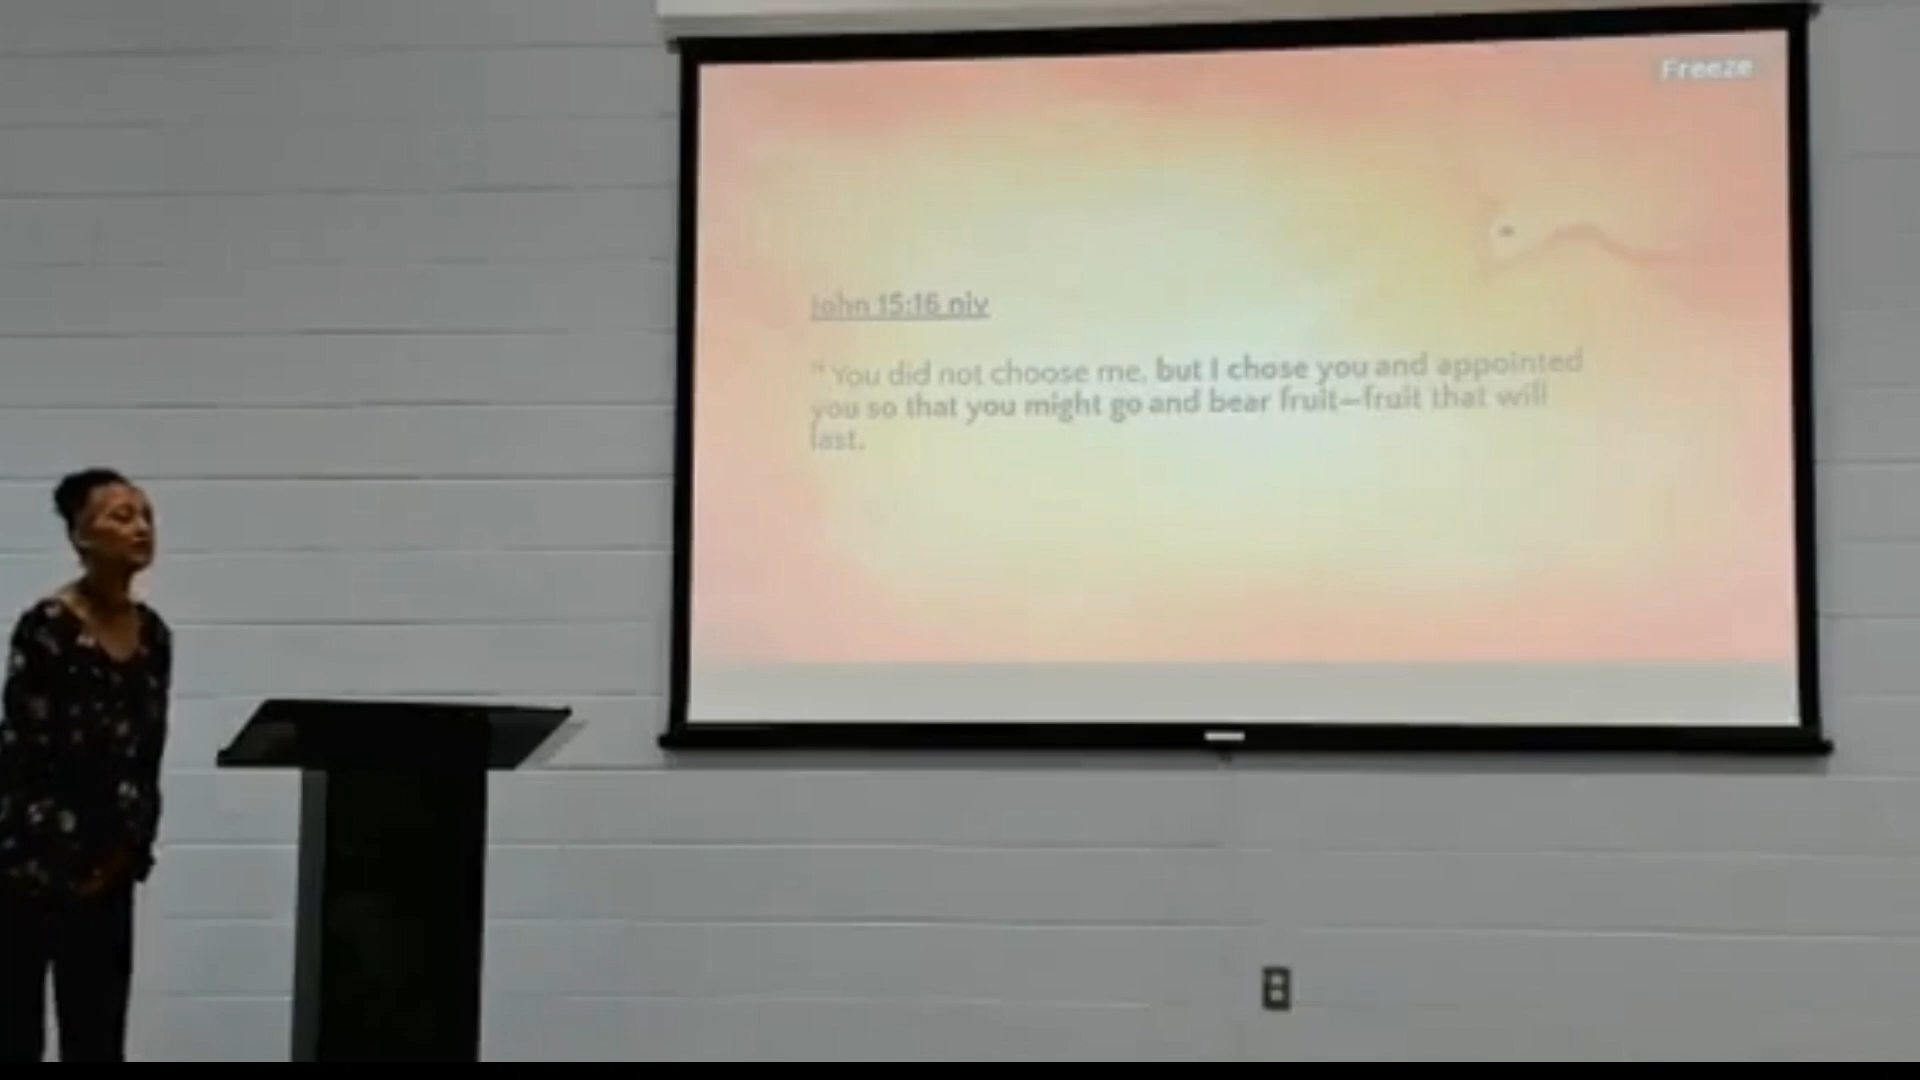 Freeze
John 15:16 niv
" You did not choose me, but I chose you and appointed
you so that you might go and bear fruit—fruit that will
last.